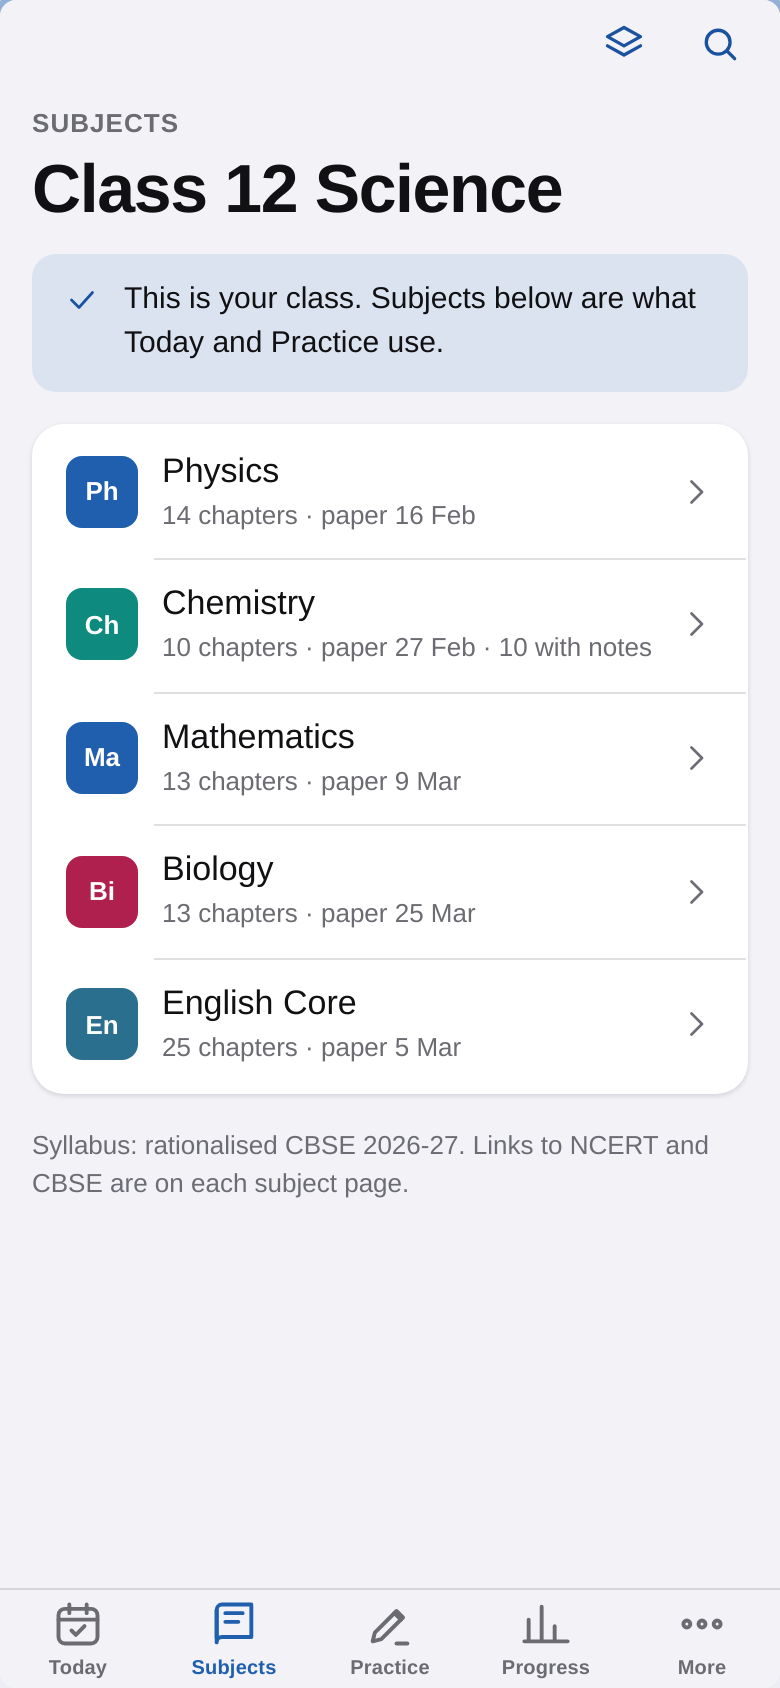 SUBJECTS
Class 12 Science
This is your class. Subjects below are what
Today and Practice use.
Ph
Physics
14 chapters · paper 16 Feb
Ch
Chemistry
10 chapters · paper 27 Feb · 10 with notes
Ma
Mathematics
13 chapters · paper 9 Mar
Bi
Biology
13 chapters · paper 25 Mar
En
English Core
25 chapters · paper 5 Mar
Syllabus: rationalised CBSE 2026-27. Links to NCERT and
CBSE are on each subject page.
Today
Subjects
Practice
Progress
More